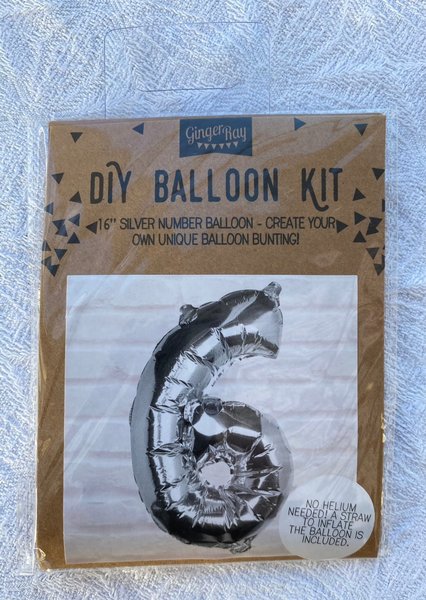 Ginger Ray
DIY BALLOON KIT
16" SILVER NUMBER BALLOON - CREATE YOUR
OWN UNIQUE BALLOON BUNTING!
6
NO HELIUM
NEEDED! A STRAW
TO INFLATE
THE BALLOON IS
INCLUDED.